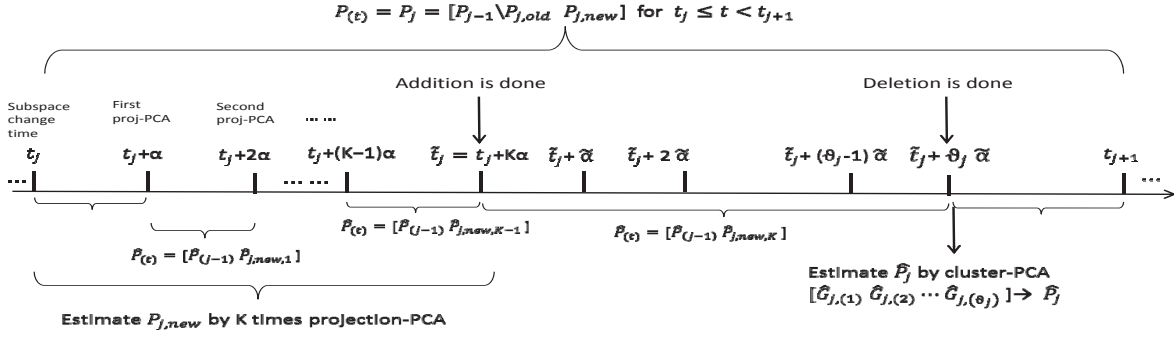 P(t) = Pj = [Pj−1\Pj,old Pj,new] for tj ≤ t < tj+1
Addition is done
Deletion is done
Subspace
change
time
First
proj-PCA
Second
proj-PCA
··· ···
tj
tj+α
tj+2α
tj+(K−1)α
t̃j = tj+Kα
t̃j+ α̃
t̃j+ 2 α̃
t̃j+ (ϑj-1) α̃
t̃j+ ϑj α̃
tj+1
···
··· ···
···
P̂(t) = [P̂(j−1) P̂j,new,1]
P̂(t) = [P̂(j−1) P̂j,new,K−1]
P̂(t) = [P̂(j−1) P̂j,new,K]
Estimate Pj,new by K times projection-PCA
Estimate P̂j by cluster-PCA
[Ĝj,(1) Ĝj,(2) ··· Ĝj,(ϑj) ]→ P̂j